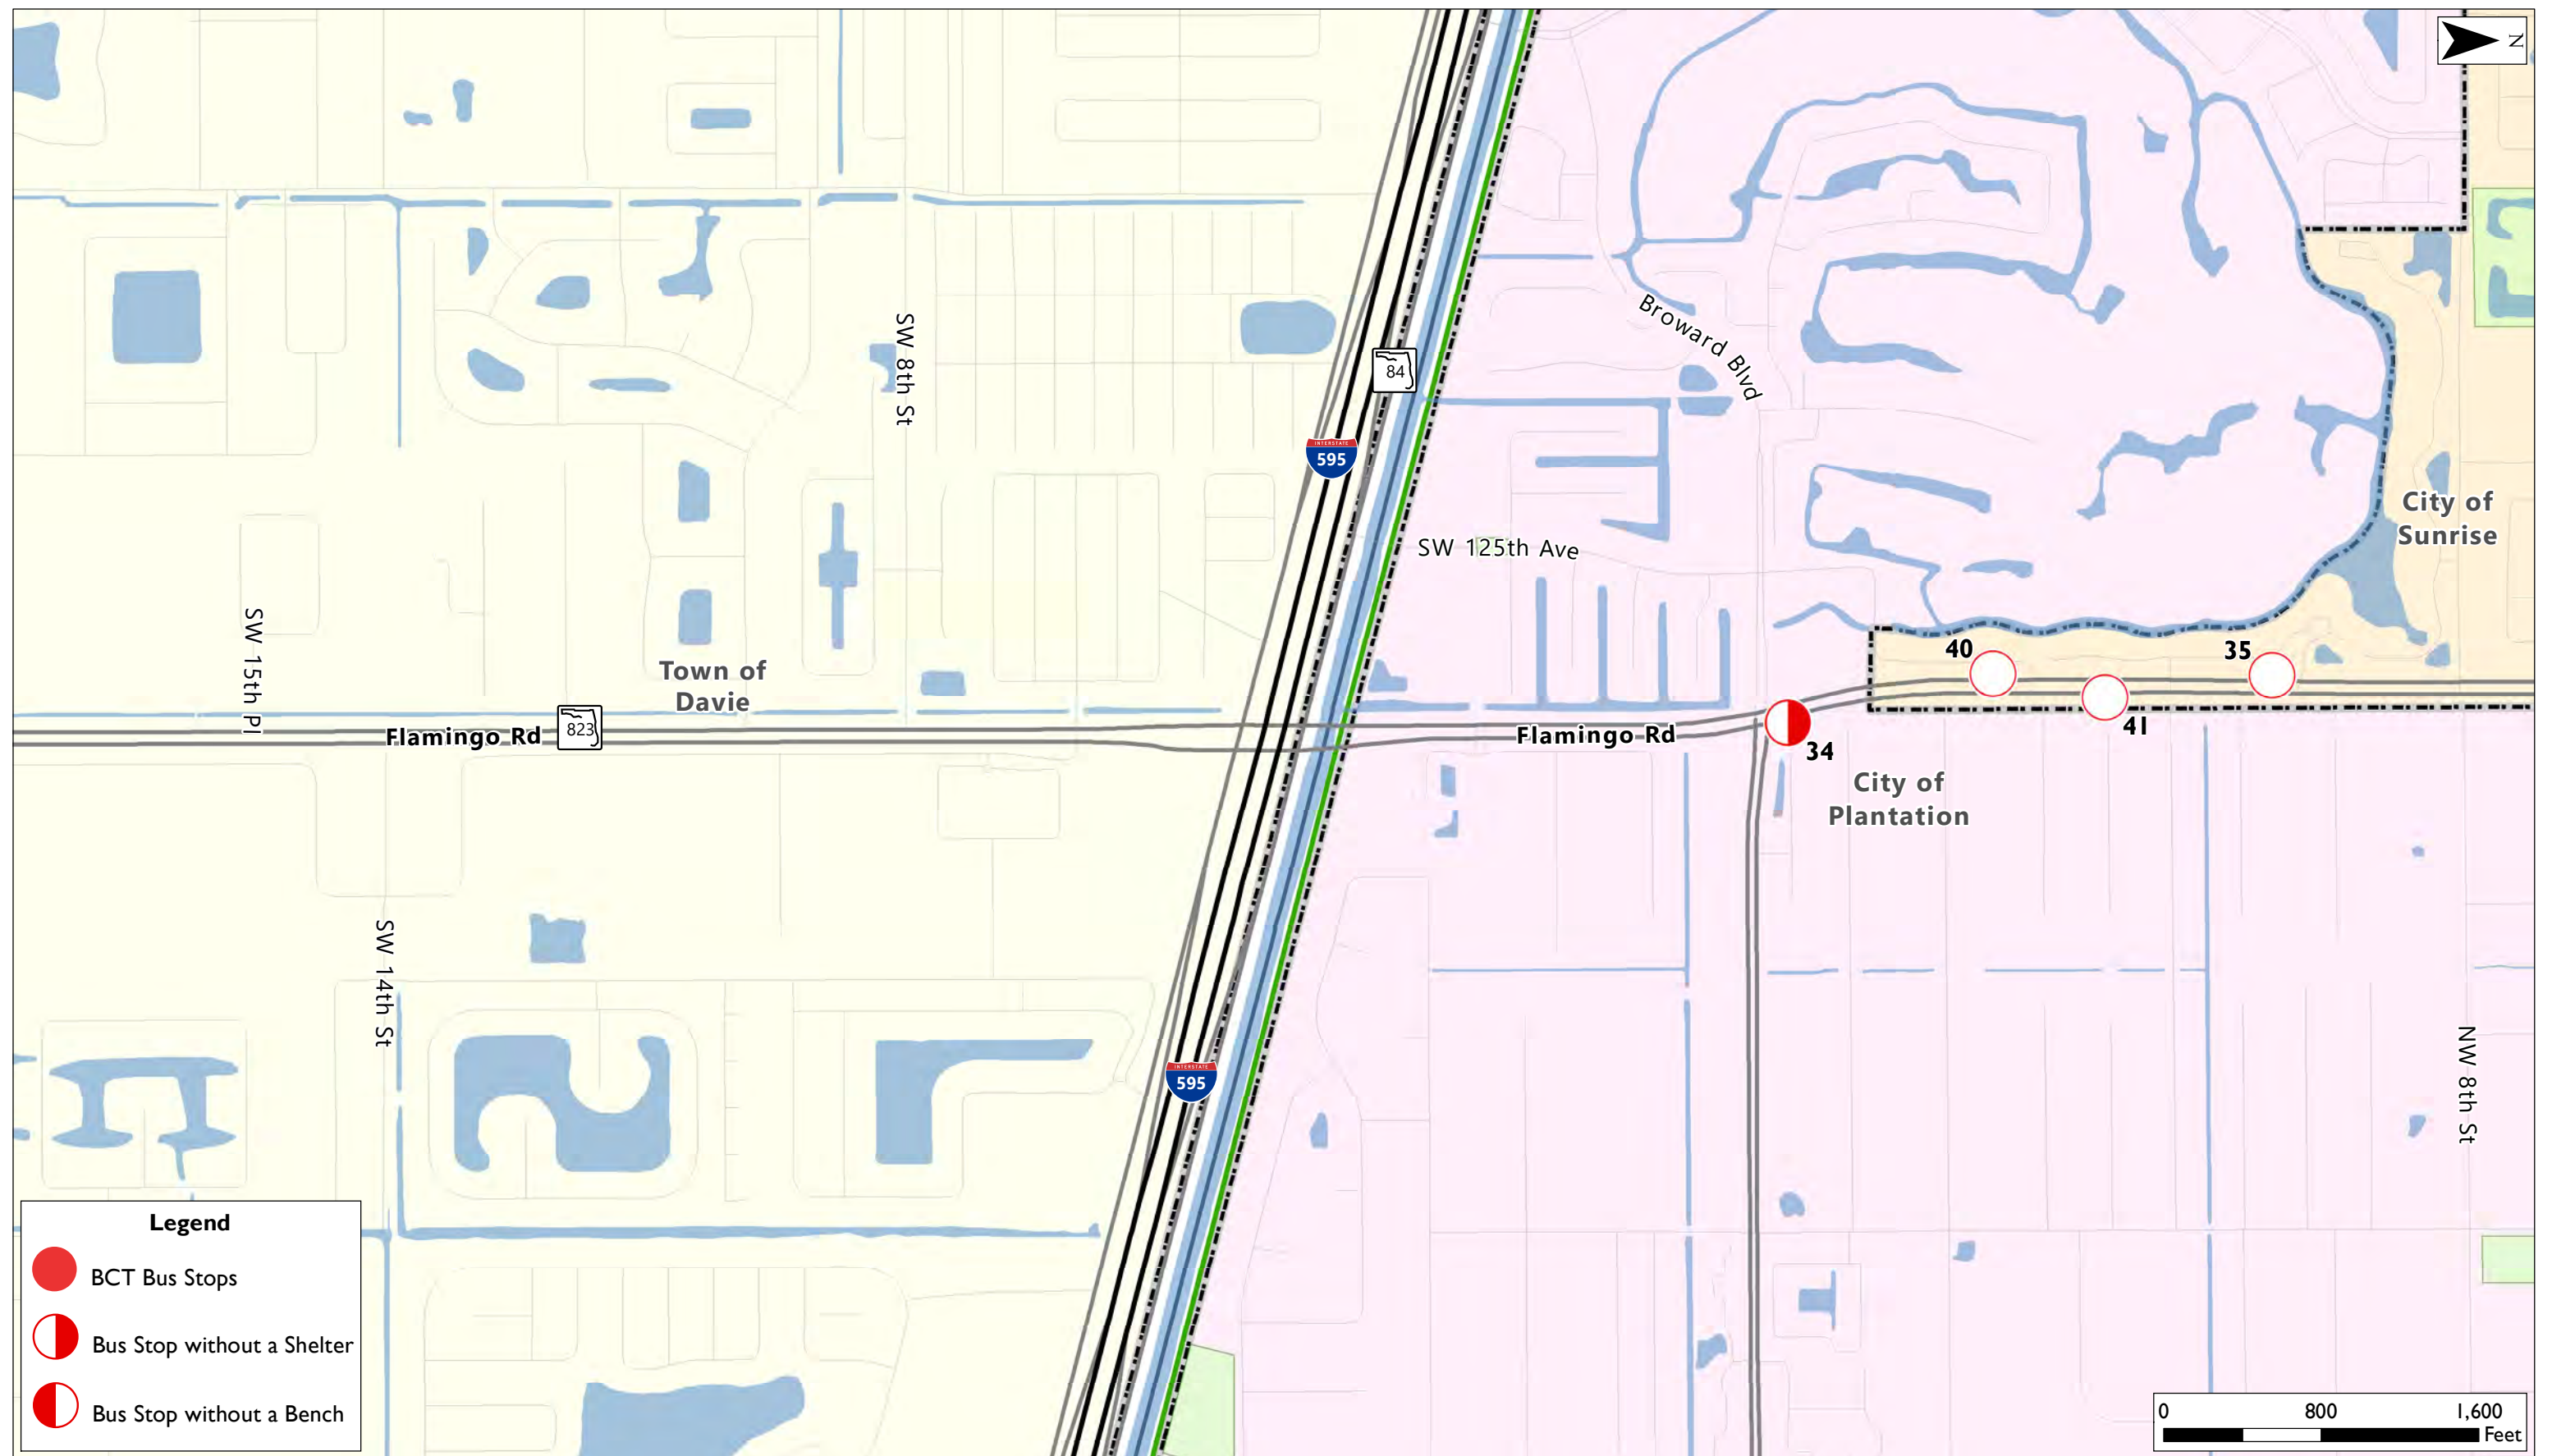 N
Broward Blvd
SW 8th St
84
INTERSTATE
595
City of
Sunrise
SW 125th Ave
SW 15th Pl
Town of
Davie
40
35
41
34
Flamingo Rd
823
Flamingo Rd
City of
Plantation
SW 14th St
NW 8th St
INTERSTATE
595
Legend
BCT Bus Stops
Bus Stop without a Shelter
Bus Stop without a Bench
0 800 1,600
Feet